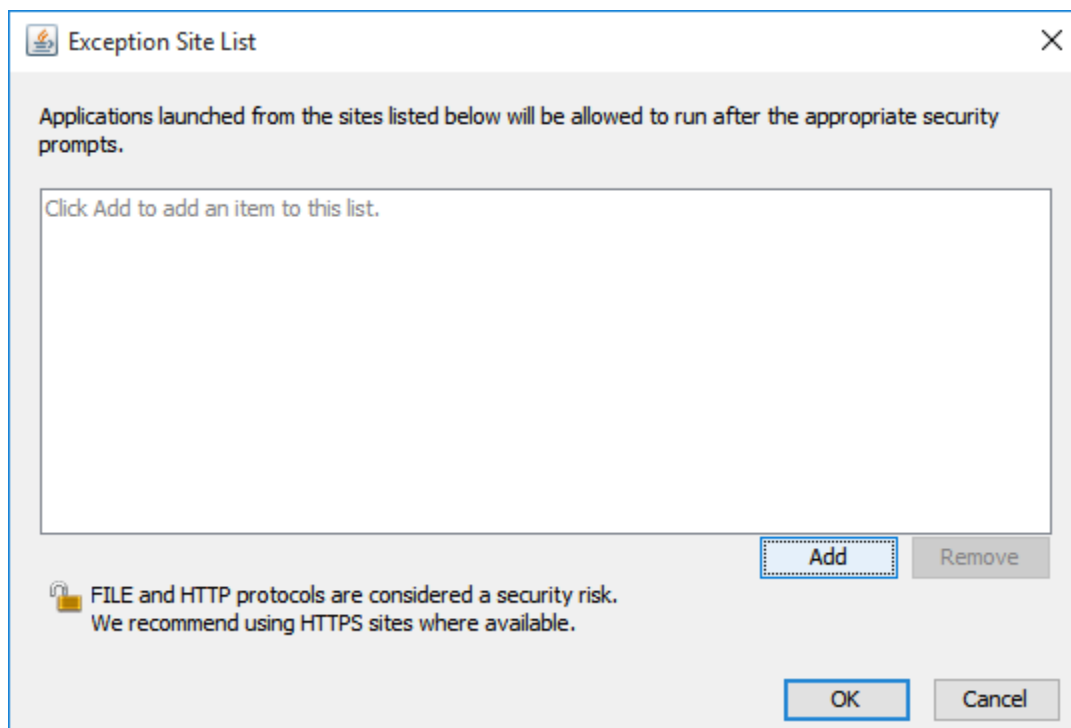 Exception Site List
Applications launched from the sites listed below will be allowed to run after the appropriate security
prompts.
Click Add to add an item to this list.
Add
Remove
FILE and HTTP protocols are considered a security risk.
We recommend using HTTPS sites where available.
OK
Cancel